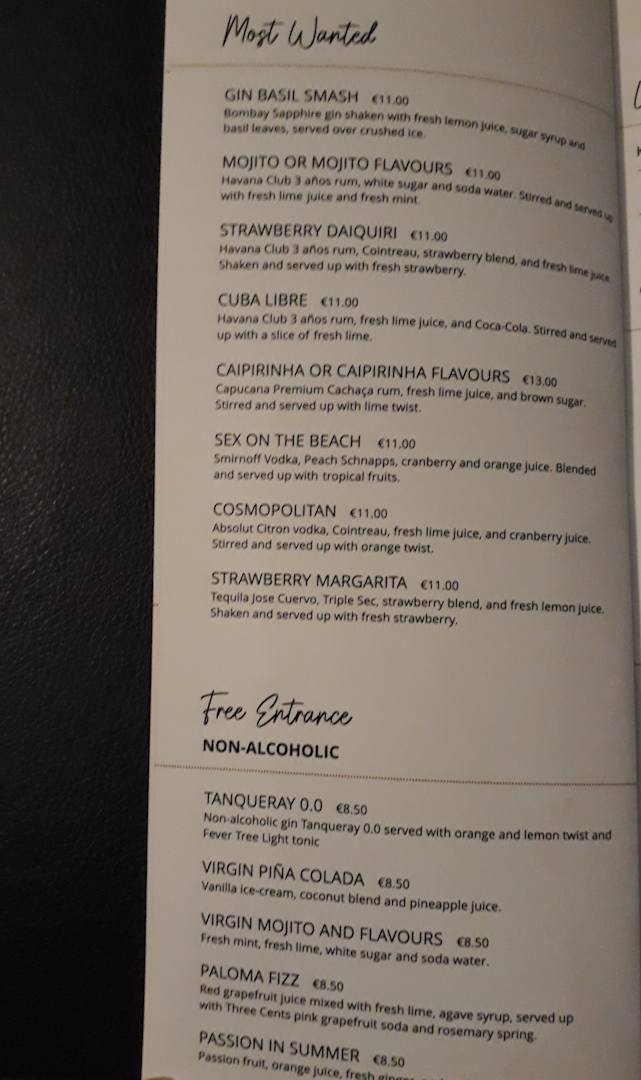 Most Wanted
GIN BASIL SMASH €11.00
Bombay Sapphire gin shaken with fresh lemon juice, sugar syrup and
basil leaves, served over crushed ice.
MOJITO OR MOJITO FLAVOURS €11.00
Havana Club 3 años rum, white sugar and soda water. Stirred and served up
with fresh lime juice and fresh mint.
STRAWBERRY DAIQUIRI €11.00
Havana Club 3 años rum, Cointreau, strawberry blend, and fresh lime juice.
Shaken and served up with fresh strawberry.
CUBA LIBRE €11.00
Havana Club 3 años rum, fresh lime juice, and Coca-Cola. Stirred and served
up with a slice of fresh lime.
CAIPIRINHA OR CAIPIRINHA FLAVOURS €13.00
Capucana Premium Cachaça rum, fresh lime juice, and brown sugar.
Stirred and served up with lime twist.
SEX ON THE BEACH €11.00
Smirnoff Vodka, Peach Schnapps, cranberry and orange juice. Blended
and served up with tropical fruits.
COSMOPOLITAN €11.00
Absolut Citron vodka, Cointreau, fresh lime juice, and cranberry juice.
Stirred and served up with orange twist.
STRAWBERRY MARGARITA €11.00
Tequila Jose Cuervo, Triple Sec, strawberry blend, and fresh lemon juice.
Shaken and served up with fresh strawberry.
Free Entrance
NON-ALCOHOLIC
TANQUERAY 0.0 €8.50
Non-alcoholic gin Tanqueray 0.0 served with orange and lemon twist and
Fever Tree Light tonic
VIRGIN PIÑA COLADA €8.50
Vanilla ice-cream, coconut blend and pineapple juice.
VIRGIN MOJITO AND FLAVOURS €8.50
Fresh mint, fresh lime, white sugar and soda water.
PALOMA FIZZ €8.50
Red grapefruit juice mixed with fresh lime, agave syrup, served up
with Three Cents pink grapefruit soda and rosemary spring.
PASSION IN SUMMER €8.50
Passion fruit, orange juice, fresh